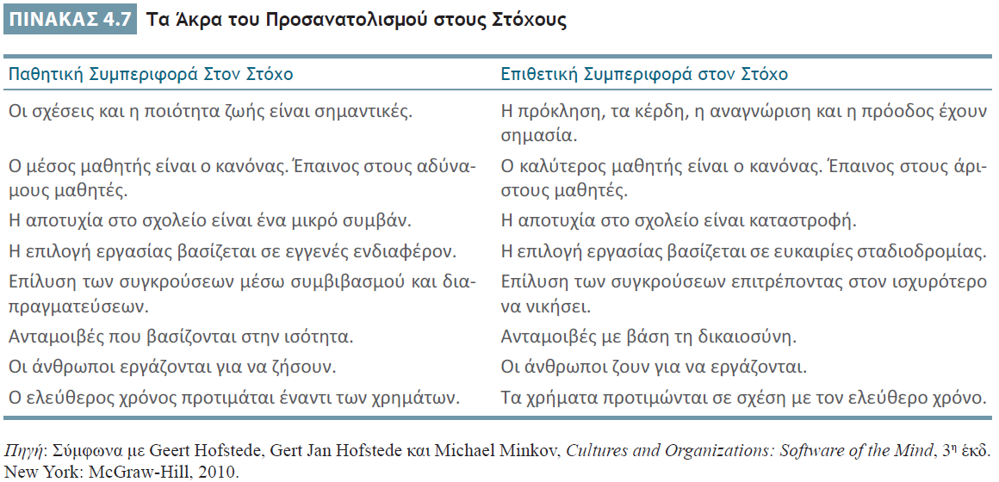 ΠΙΝΑΚΑΣ 4.7 Τα Άκρα του Προσανατολισμού στους Στόχους
Παθητική Συμπεριφορά Στον Στόχο Επιθετική Συμπεριφορά στον Στόχο
Οι σχέσεις και η ποιότητα ζωής είναι σημαντικές. Η πρόκληση, τα κέρδη, η αναγνώριση και η πρόοδος έχουν
σημασία.
Ο μέσος μαθητής είναι ο κανόνας. Έπαινος στους αδύνα- Ο καλύτερος μαθητής είναι ο κανόνας. Έπαινος στους άρι-
μους μαθητές. στους μαθητές.
Η αποτυχία στο σχολείο είναι ένα μικρό συμβάν. Η αποτυχία στο σχολείο είναι καταστροφή.
Η επιλογή εργασίας βασίζεται σε εγγενές ενδιαφέρον. Η επιλογή εργασίας βασίζεται σε ευκαιρίες σταδιοδρομίας.
Επίλυση των συγκρούσεων μέσω συμβιβασμού και δια- Επίλυση των συγκρούσεων επιτρέποντας στον ισχυρότερο
πραγματεύσεων. να νικήσει.
Ανταμοιβές που βασίζονται στην ισότητα. Ανταμοιβές με βάση τη δικαιοσύνη.
Οι άνθρωποι εργάζονται για να ζήσουν. Οι άνθρωποι ζουν για να εργάζονται.
Ο ελεύθερος χρόνος προτιμάται έναντι των χρημάτων. Τα χρήματα προτιμώνται σε σχέση με τον ελεύθερο χρόνο.
Πηγή: Σύμφωνα με Geert Hofstede, Gert Jan Hofstede και Michael Minkov, Cultures and Organizations: Software of the Mind, 3η έκδ.
New York: McGraw-Hill, 2010.